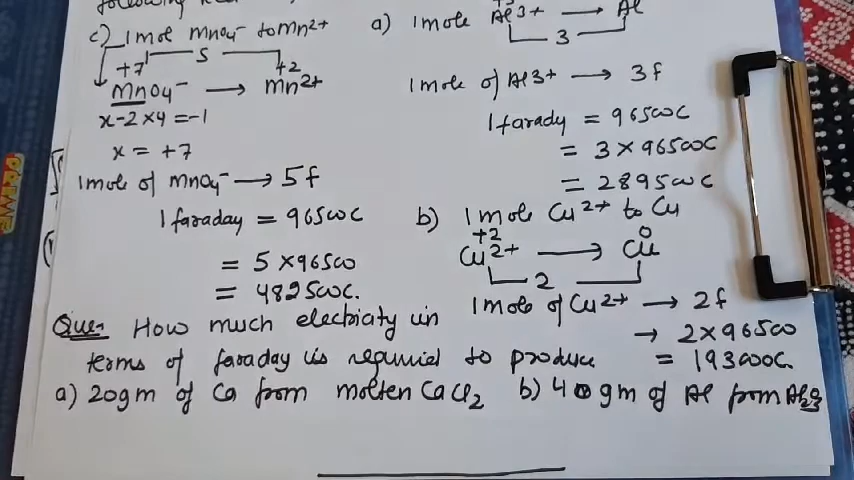 following
c) 1 mol MnO4⁻ to Mn2+
5
+7 +2
MnO4⁻ → Mn2+
x-2×4 = -1
x = +7
1 mole of MnO4⁻ → 5f
1 faraday = 96500C
= 5 × 96500
= 482500C.
a) 1 mole Al3+ → Al
3
1 mole of Al3+ → 3f
1 farady = 96500C
= 3 × 96500C
= 289500C
b) 1 mole Cu2+ to Cu
+2 0
Cu2+ → Cu
2
1 mole of Cu2+ → 2f
→ 2×96500
= 193000C.
Que:- How much electricity in
terms of faraday is required to produce
a) 20gm of Ca from molten CaCl2 b) 40gm of Al from Al2O3